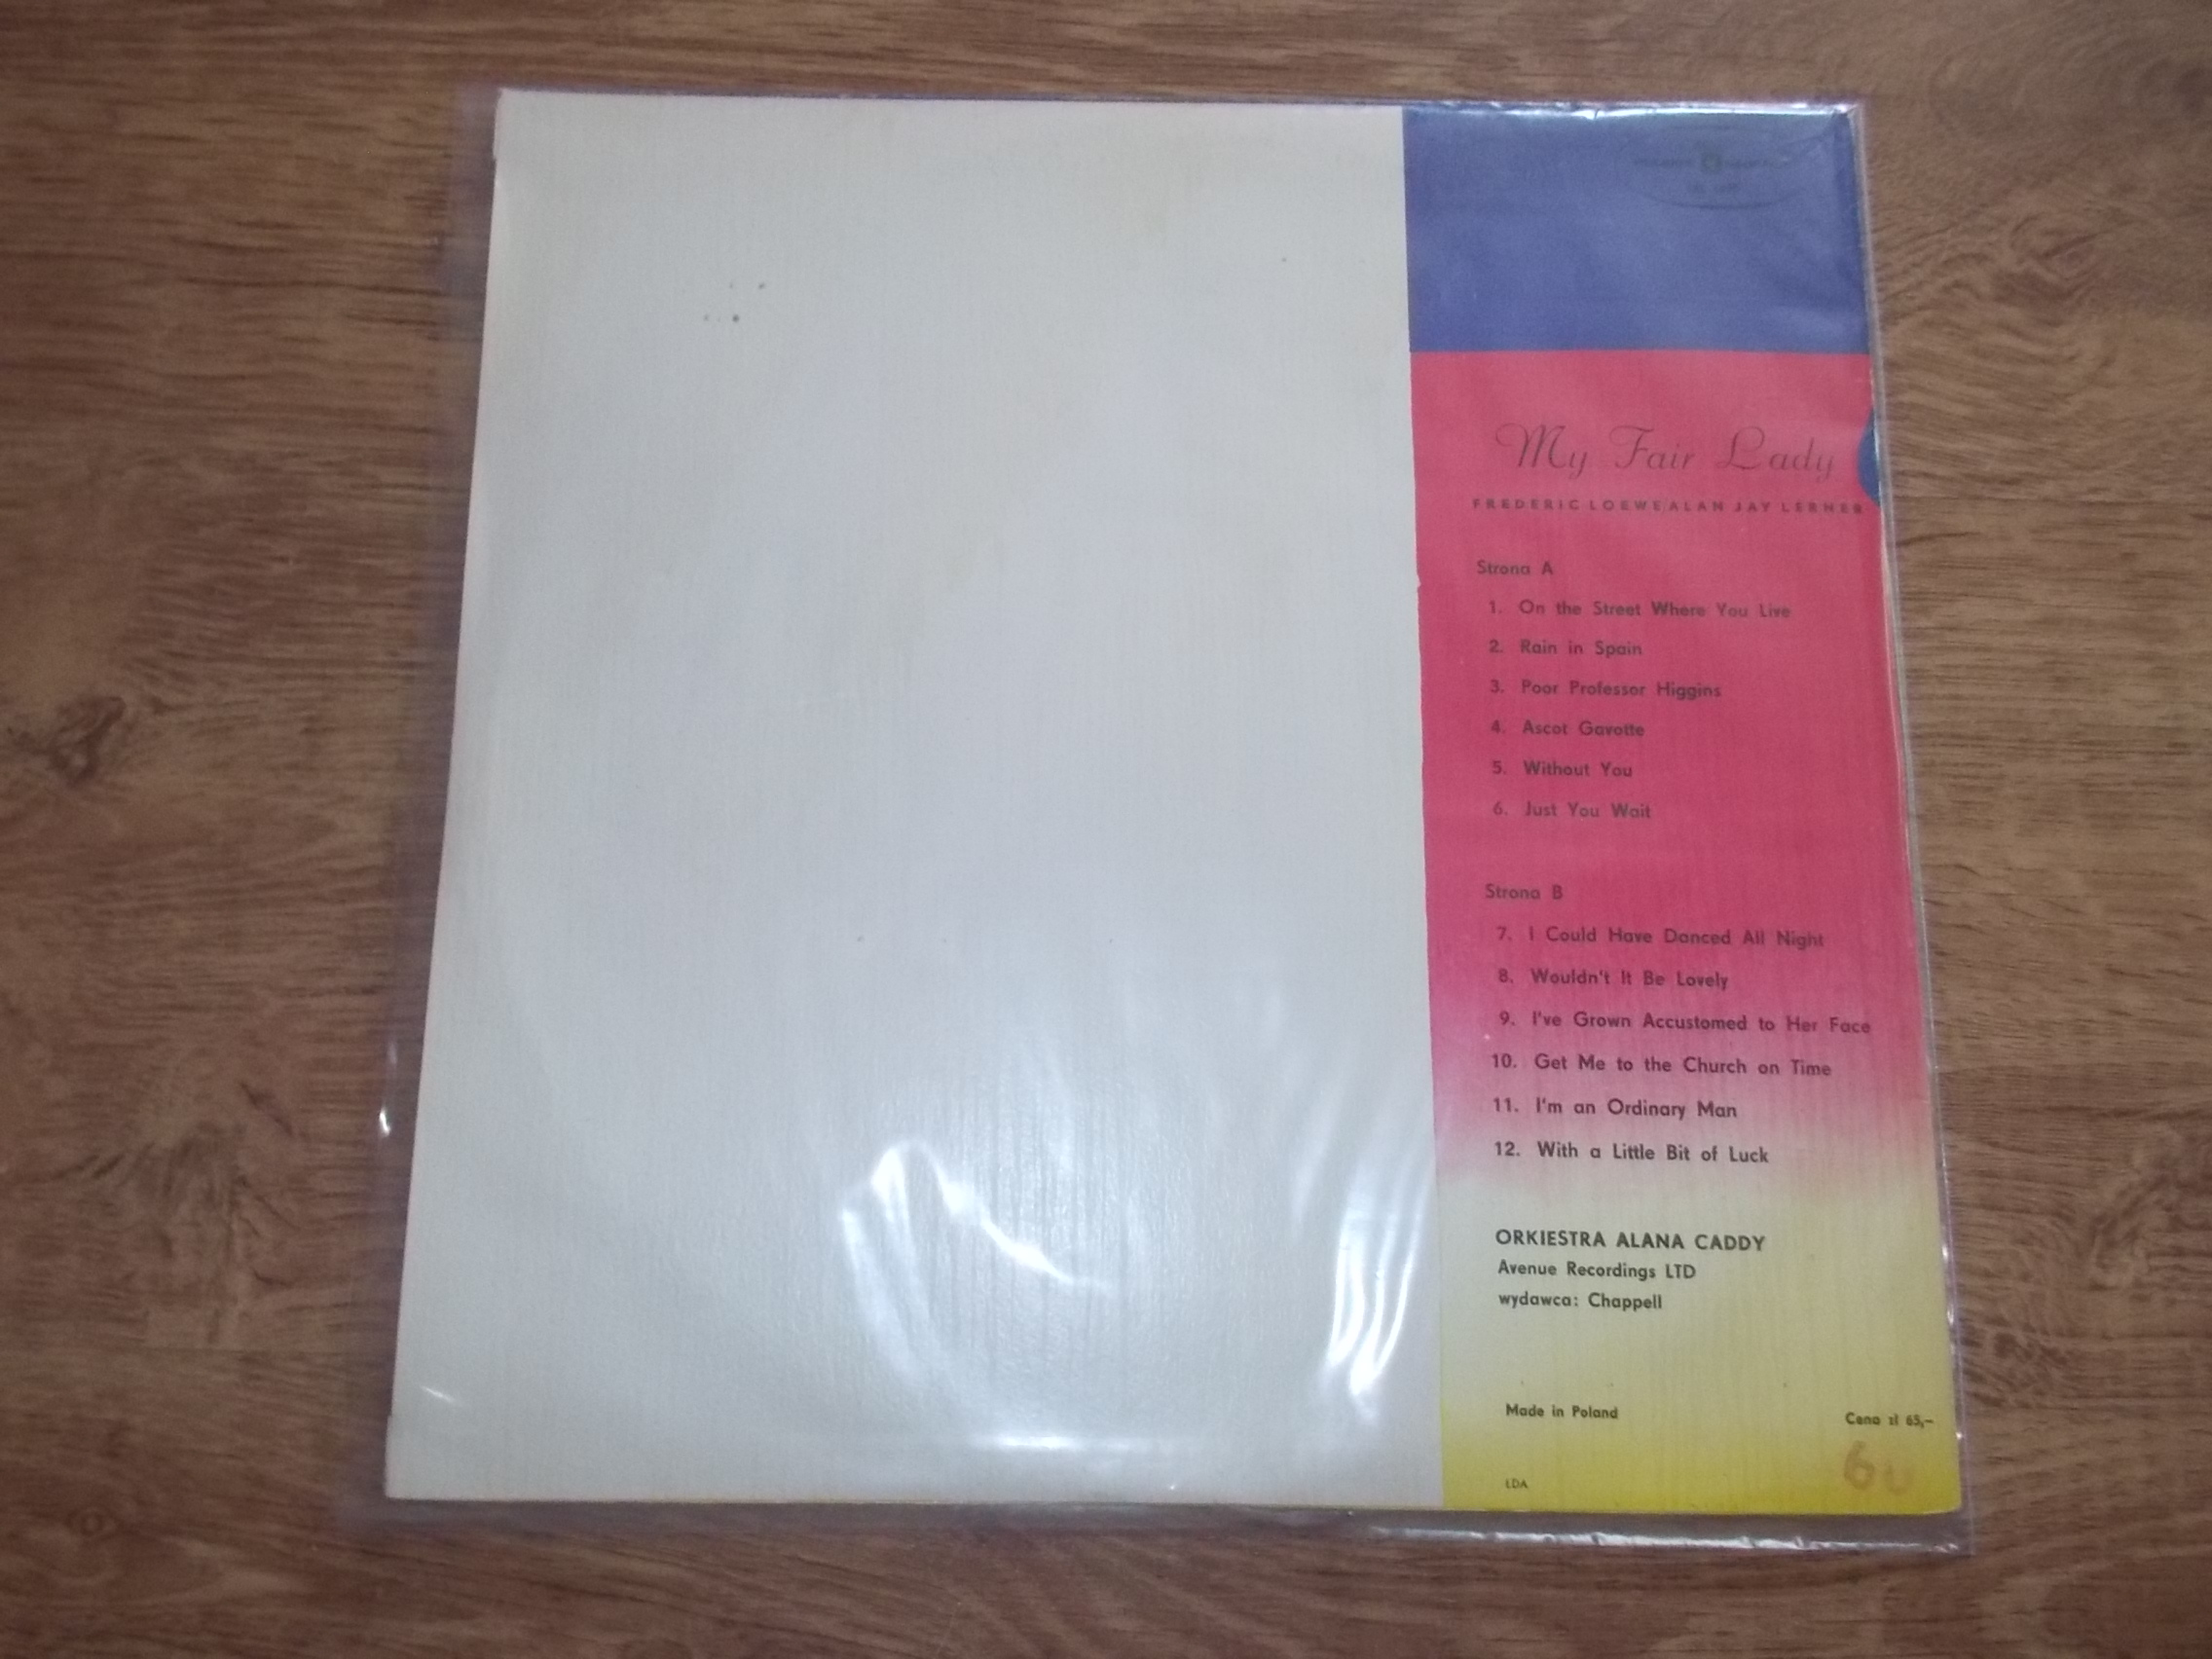 My Fair Lady
FREDERIC LOEWE ALAN JAY LERNER
Strona A
1. On the Street Where You Live
2. Rain in Spain
3. Poor Professor Higgins
4. Ascot Gavotte
5. Without You
6. Just You Wait
Strona B
7. I Could Have Danced All Night
8. Wouldn't It Be Lovely
9. I've Grown Accustomed to Her Face
10. Get Me to the Church on Time
11. I'm an Ordinary Man
12. With a Little Bit of Luck
ORKIESTRA ALANA CADDY
Avenue Recordings LTD
wydawca: Chappell
Made in Poland
Cena zł 65,–
60
ŁDA